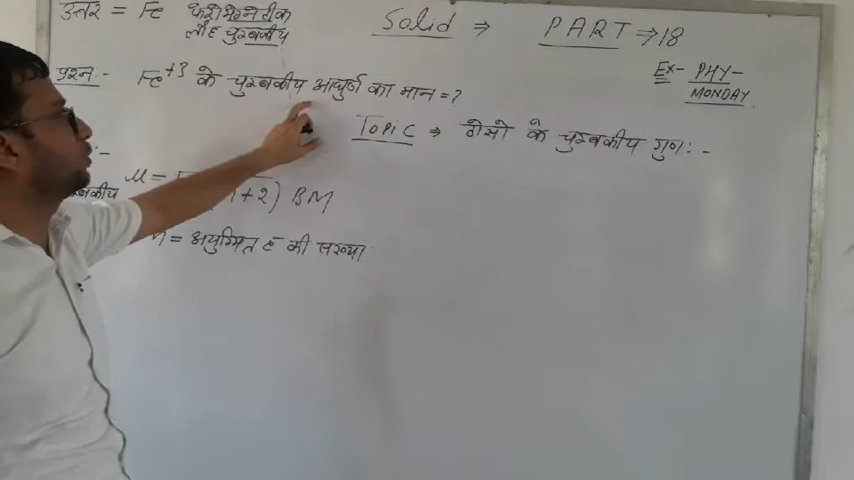 उत्तर = Fe फेरोमैग्नेटीक
लौह चुम्बकीय
Solid ⇒ PART ⇒ 18
Ex- PHY-
MONDAY
प्रश्न:- Fe+3 के चुम्बकीय आघुर्ण का मान = ?
Topic ⇒ ठोसो के चुम्बकीय गुण:-
:-
चुम्बकीय μ = +2) BM
n = अयुग्मित e की संख्या